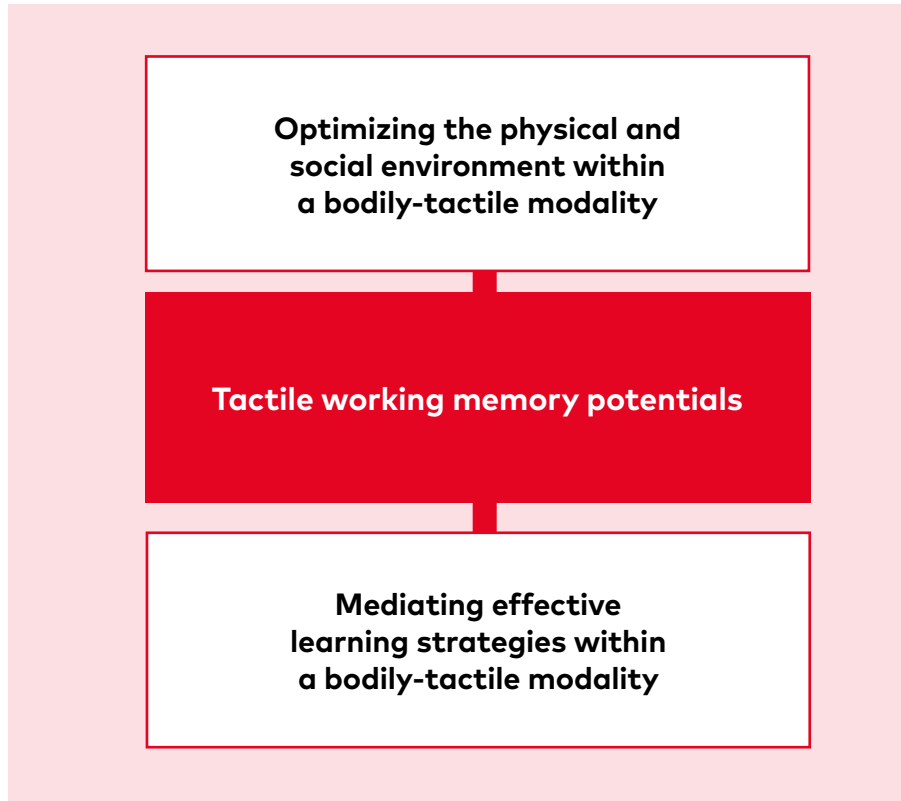 Optimizing the physical and
social environment within
a bodily-tactile modality
Tactile working memory potentials
Mediating effective
learning strategies within
a bodily-tactile modality